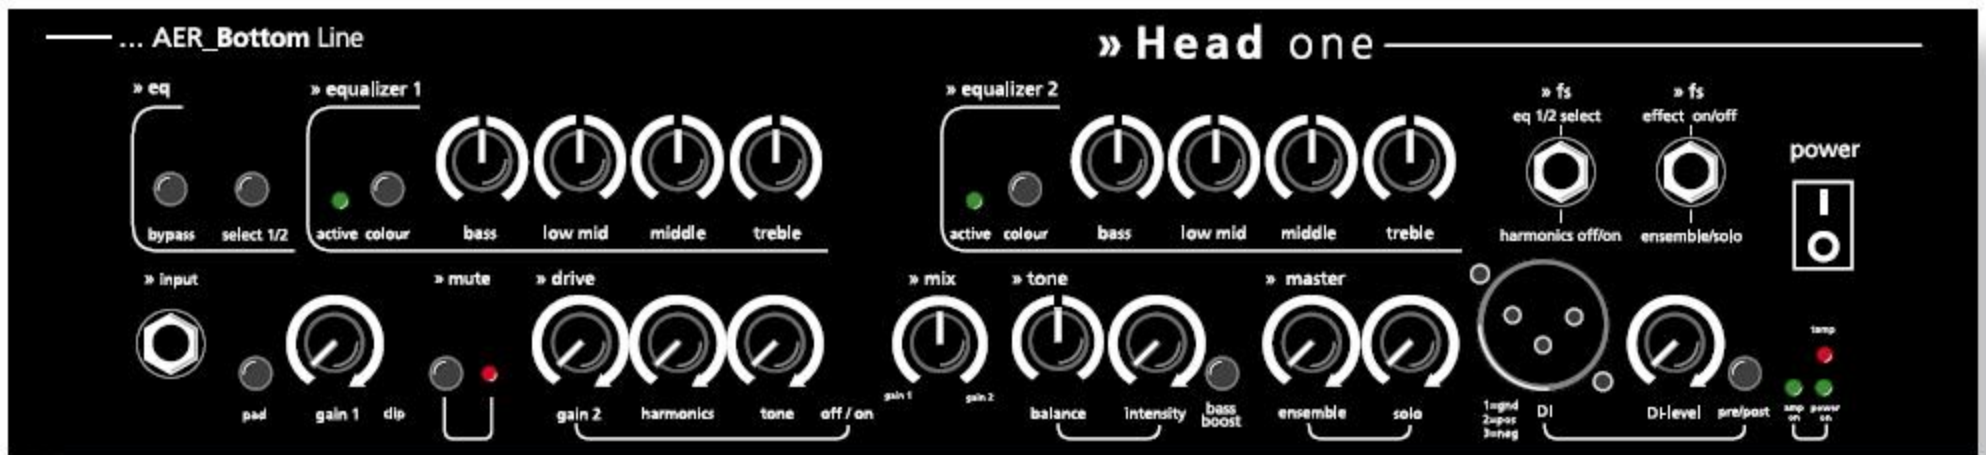 ... AER_Bottom Line
» Head one
» eq
» equalizer 1
» equalizer 2
» fs
eq 1/2 select
» fs
effect on/off
power
bypass
select 1/2
active
colour
bass
low mid
middle
treble
active
colour
bass
low mid
middle
treble
harmonics off/on
ensemble/solo
» input
» mute
» drive
» mix
» tone
» master
temp
pad
gain 1
clip
gain 2
harmonics
tone
off / on
gain 1
gain 2
balance
intensity
bass
boost
ensemble
solo
1=gnd
2=pos
3=neg
DI
DI-level
pre/post
amp
on
power
on